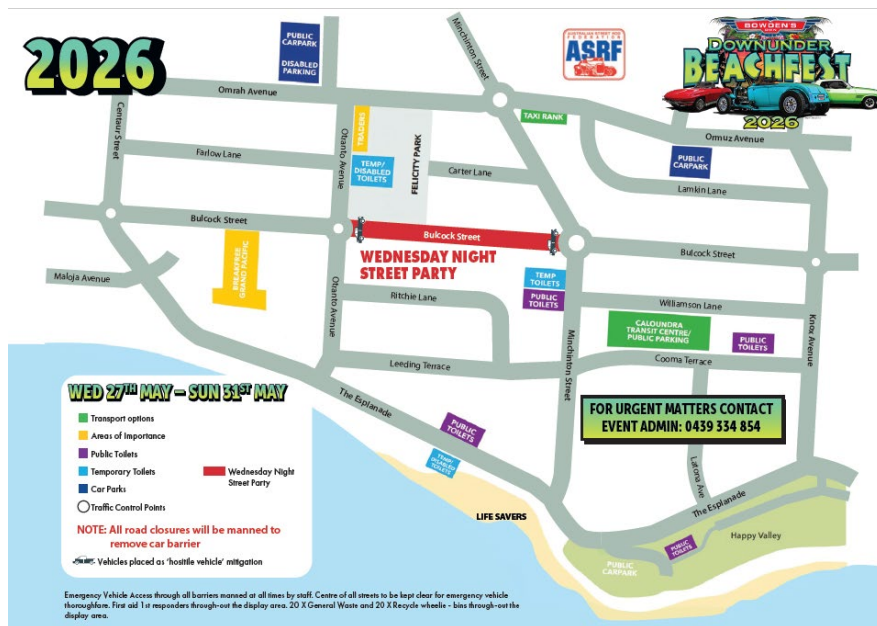 2026
PUBLIC
CARPARK
DISABLED
PARKING
Minchinton Street
AUSTRALIAN STREET ROD
FEDERATION
ASRF
BOWDEN'S
DOWNUNDER
BEACHFEST
2026
Omrah Avenue
Centaur Street
TRADERS
Otranto Avenue
FELICITY PARK
TAXI RANK
Ormuz Avenue
Farlow Lane
TEMP/
DISABLED
TOILETS
Carter Lane
PUBLIC
CARPARK
Lamkin Lane
Bulcock Street
Bulcock Street
Bulcock Street
WEDNESDAY NIGHT
STREET PARTY
BREAKFREE
GRAND PACIFIC
Maloja Avenue
Otranto Avenue
Ritchie Lane
TEMP
TOILETS
PUBLIC
TOILETS
Williamson Lane
Minchinton Street
CALOUNDRA
TRANSIT CENTRE/
PUBLIC PARKING
PUBLIC
TOILETS
Knox Avenue
Leeding Terrace
Cooma Terrace
WED 27TH MAY – SUN 31ST MAY
Transport options
Areas of Importance
Public Toilets
Temporary Toilets
Wednesday Night
Street Party
Car Parks
Traffic Control Points
NOTE: All road closures will be manned to
remove car barrier
Vehicles placed as 'hositile vehicle' mitigation
The Esplanade
PUBLIC
TOILETS
TEMP/
DISABLED
TOILETS
FOR URGENT MATTERS CONTACT
EVENT ADMIN: 0439 334 854
Latona Ave
LIFE SAVERS
The Esplanade
PUBLIC
TOILETS
Happy Valley
PUBLIC
CARPARK
Emergency Vehicle Access through all barriers manned at all times by staff. Centre of all streets to be kept clear for emergency vehicle
thoroughfare. First aid 1st responders through-out the display area. 20 X General Waste and 20 X Recycle wheelie - bins through-out the
display area.